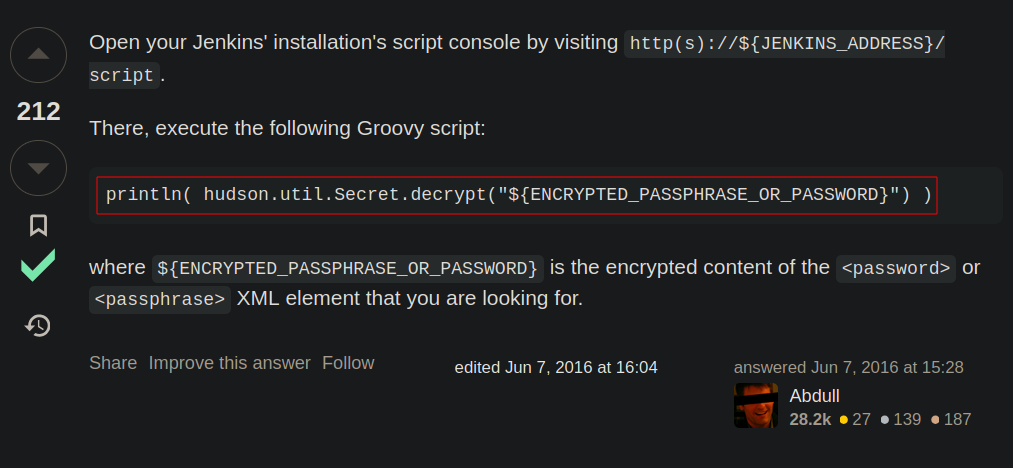 Open your Jenkins' installation's script console by visiting http(s)://${JENKINS_ADDRESS}/
script.
212
There, execute the following Groovy script:
println( hudson.util.Secret.decrypt("${ENCRYPTED_PASSPHRASE_OR_PASSWORD}") )
where ${ENCRYPTED_PASSPHRASE_OR_PASSWORD} is the encrypted content of the <password> or
<passphrase> XML element that you are looking for.
Share Improve this answer Follow
edited Jun 7, 2016 at 16:04
answered Jun 7, 2016 at 15:28
Abdull
28.2k 27 139 187